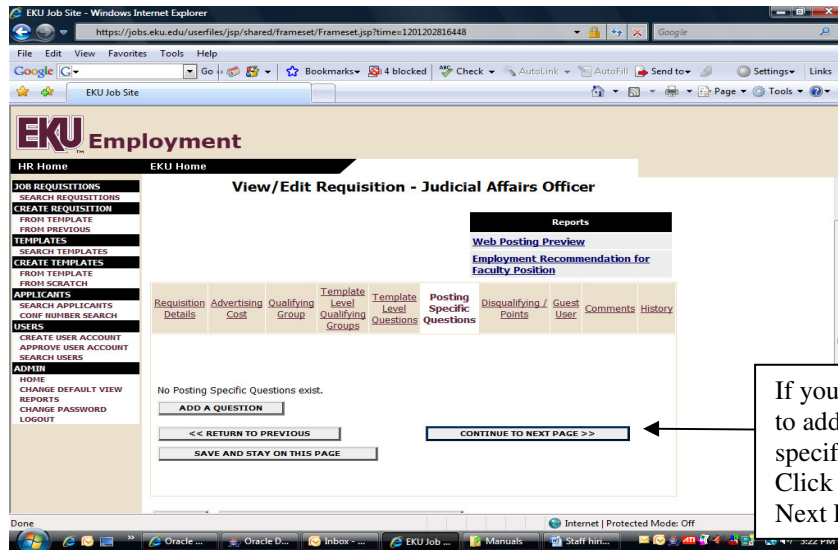 EKU Job Site - Windows Internet Explorer
https://jobs.eku.edu/userfiles/jsp/shared/frameset/Frameset.jsp?time=1201202816448
Google
File Edit View Favorites Tools Help
Google G Go Bookmarks 4 blocked Check AutoLink AutoFill Send to Settings Links
EKU Job Site Page Tools
EKU Employment
TM
HR Home EKU Home
JOB REQUISITIONS
SEARCH REQUISITIONS
CREATE REQUISITION
FROM TEMPLATE
FROM PREVIOUS
TEMPLATES
SEARCH TEMPLATES
CREATE TEMPLATES
FROM TEMPLATE
FROM SCRATCH
APPLICANTS
SEARCH APPLICANTS
CONF NUMBER SEARCH
USERS
CREATE USER ACCOUNT
APPROVE USER ACCOUNT
SEARCH USERS
ADMIN
HOME
CHANGE DEFAULT VIEW
REPORTS
CHANGE PASSWORD
LOGOUT
View/Edit Requisition - Judicial Affairs Officer
Reports
Web Posting Preview
Employment Recommendation for
Faculty Position
Requisition
Details
Advertising
Cost
Qualifying
Group
Template
Level
Qualifying
Groups
Template
Level
Questions
Posting
Specific
Questions
Disqualifying /
Points
Guest
User
Comments
History
No Posting Specific Questions exist.
ADD A QUESTION
<< RETURN TO PREVIOUS CONTINUE TO NEXT PAGE >>
SAVE AND STAY ON THIS PAGE
If you
to add
specif
Click
Next
Done Internet | Protected Mode: Off
Oracle ... Oracle D... Inbox - ... EKU Job ... Manuals Staff hiri... 3:22 PM